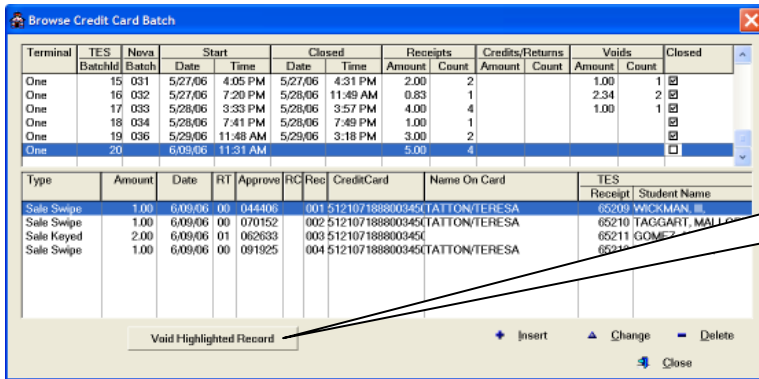 Browse Credit Card Batch
Terminal TES Nova Start Closed Receipts Credits/Returns Voids Closed
BatchId Batch Date Time Date Time Amount Count Amount Count Amount Count
One 15 031 5/27/06 4:05 PM 5/27/06 4:31 PM 2.00 2 1.00 1
One 16 032 5/27/06 7:20 PM 5/28/06 11:49 AM 0.83 1 2.34 2
One 17 033 5/28/06 3:33 PM 5/28/06 3:57 PM 4.00 4 1.00 1
One 18 034 5/28/06 7:41 PM 5/28/06 7:49 PM 1.00 1
One 19 036 5/29/06 11:48 AM 5/29/06 3:18 PM 3.00 2
One 20 6/09/06 11:31 AM 5.00 4
Type Amount Date RT Approve RC Rec CreditCard Name On Card TES
Receipt Student Name
Sale Swipe 1.00 6/09/06 00 044406 001 512107188800345( TATTON/TERESA 65209 WICKMAN, III,
Sale Swipe 1.00 6/09/06 00 070152 002 512107188800345( TATTON/TERESA 65210 TAGGART,
Sale Keyed 2.00 6/09/06 01 062633 003 512107188800345( 65211 GOMEZ,
Sale Swipe 1.00 6/09/06 00 091925 004 512107188800345( TATTON/TERESA
Void Highlighted Record Insert Change Delete
Close